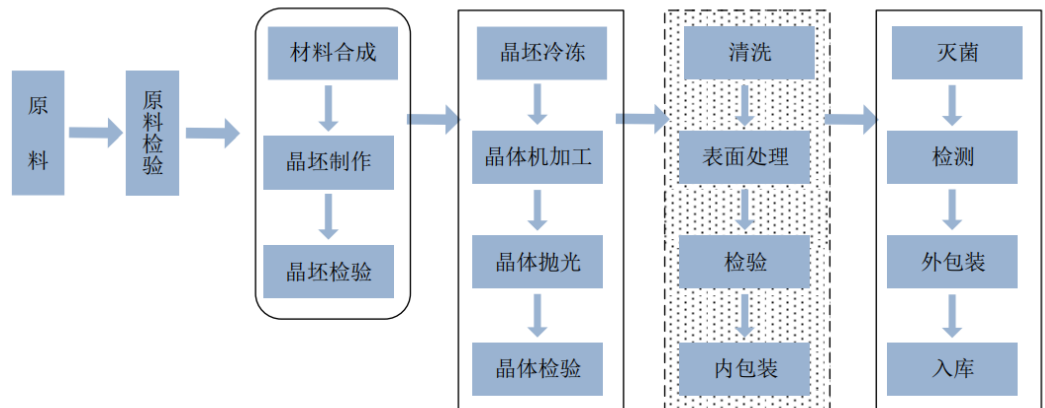 原料
原料检验
材料合成
晶坯制作
晶坯检验
晶坯冷冻
晶体机加工
晶体抛光
晶体检验
清洗
表面处理
检验
内包装
灭菌
检测
外包装
入库